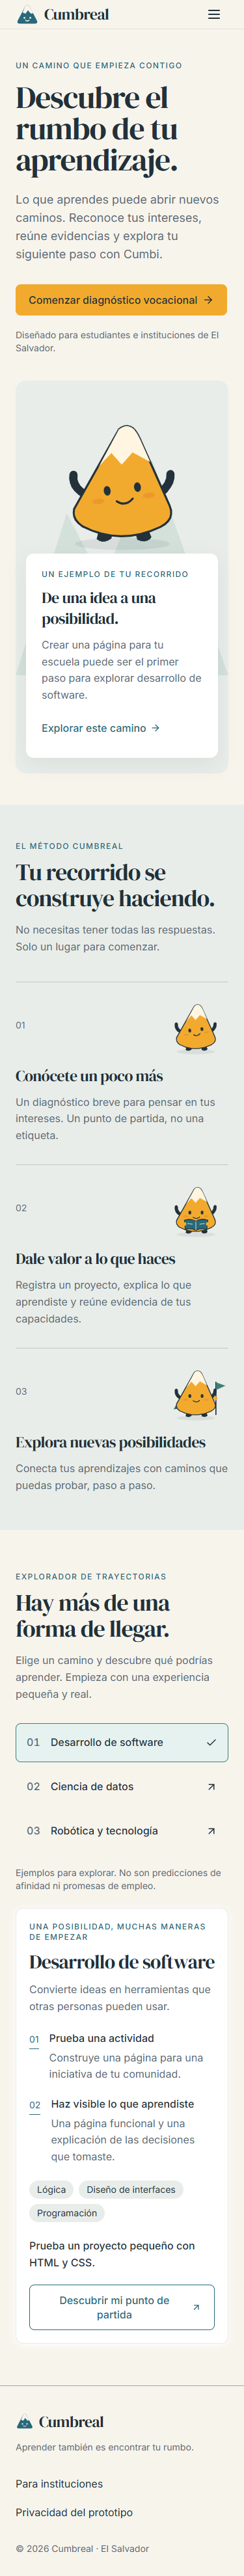 Cumbreal
UN CAMINO QUE EMPIEZA CONTIGO
Descubre el
rumbo de tu
aprendizaje.
Lo que aprendes puede abrir nuevos
caminos. Reconoce tus intereses,
reúne evidencias y explora tu
siguiente paso con Cumbi.
Comenzar diagnóstico vocacional →
Diseñado para estudiantes e instituciones de El
Salvador.
UN EJEMPLO DE TU RECORRIDO
De una idea a una
posibilidad.
Crear una página para tu
escuela puede ser el primer
paso para explorar desarrollo de
software.
Explorar este camino →
EL MÉTODO CUMBREAL
Tu recorrido se
construye haciendo.
No necesitas tener todas las respuestas.
Solo un lugar para comenzar.
01
Conócete un poco más
Un diagnóstico breve para pensar en tus
intereses. Un punto de partida, no una
etiqueta.
02
Dale valor a lo que haces
Registra un proyecto, explica lo que
aprendiste y reúne evidencia de tus
capacidades.
03
Explora nuevas posibilidades
Conecta tus aprendizajes con caminos que
puedas probar, paso a paso.
EXPLORADOR DE TRAYECTORIAS
Hay más de una
forma de llegar.
Elige un camino y descubre qué podrías
aprender. Empieza con una experiencia
pequeña y real.
01 Desarrollo de software ✓
02 Ciencia de datos ↗
03 Robótica y tecnología ↗
Ejemplos para explorar. No son predicciones de
afinidad ni promesas de empleo.
UNA POSIBILIDAD, MUCHAS MANERAS
DE EMPEZAR
Desarrollo de software
Convierte ideas en herramientas que
otras personas pueden usar.
01 Prueba una actividad
Construye una página para una
iniciativa de tu comunidad.
02 Haz visible lo que aprendiste
Una página funcional y una
explicación de las decisiones
que tomaste.
Lógica Diseño de interfaces
Programación
Prueba un proyecto pequeño con
HTML y CSS.
Descubrir mi punto de
partida ↗
Cumbreal
Aprender también es encontrar tu rumbo.
Para instituciones
Privacidad del prototipo
© 2026 Cumbreal · El Salvador